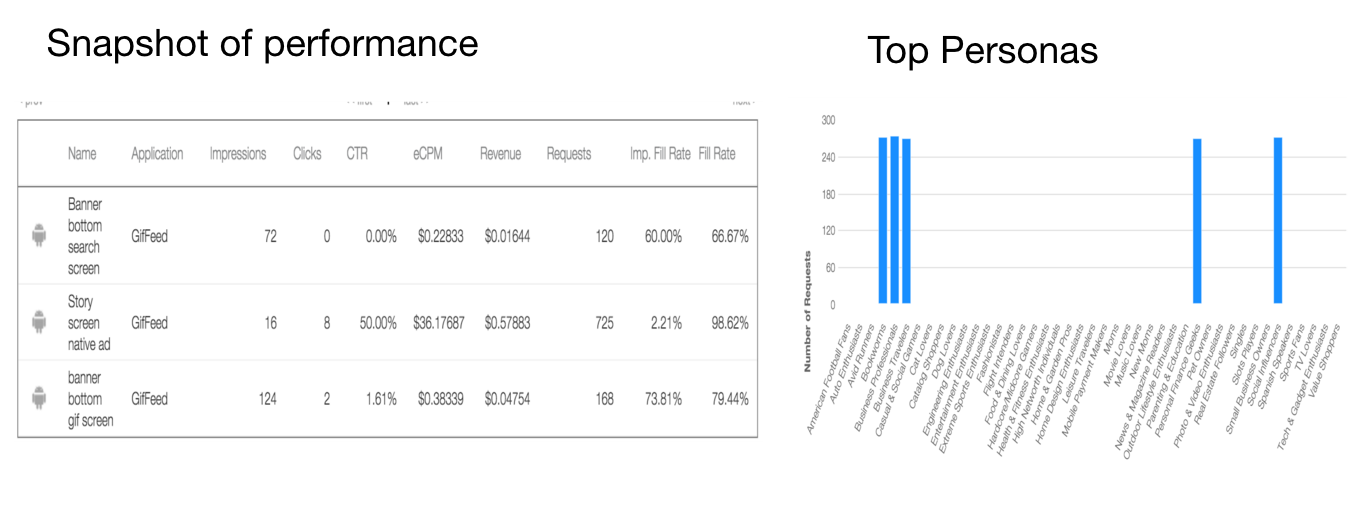 Snapshot of performance
Top Personas
Name Application Impressions Clicks CTR eCPM Revenue Requests Imp. Fill Rate Fill Rate
Banner
bottom
search
screen
GifFeed 72 0 0.00% $0.22833 $0.01644 120 60.00% 66.67%
Story
screen
native ad
GifFeed 16 8 50.00% $36.17687 $0.57883 725 2.21% 98.62%
banner
bottom
gif screen
GifFeed 124 2 1.61% $0.38339 $0.04754 168 73.81% 79.44%
300
240
180
120
60
0
Number of Requests
American Football Fans
Auto Enthusiasts
Avid Runners
Bookworms
Business Professionals
Business Travelers
Casual & Social Gamers
Cat Lovers
Catalog Shoppers
Dog Lovers
Engineering Enthusiasts
Entertainment Enthusiasts
Extreme Sports Enthusiasts
Fashionistas
Flight Intenders
Food & Dining Lovers
Hardcore/Midcore Gamers
Health & Fitness Enthusiasts
High Network Individuals
Home & Garden Pros
Home Design Enthusiasts
Leisure Travelers
Mobile Payment Makers
Moms
Movie Lovers
Music Lovers
New Moms
News & Magazine Readers
Outdoor Lifestyle Enthusiasts
Parenting & Education
Personal Finance Geeks
Pet Owners
Photo & Video Enthusiasts
Real Estate Followers
Singles
Slots Players
Small Business Owners
Social Influencers
Spanish Speakers
Sports Fans
TV Lovers
Tech & Gadget Enthusiasts
Value Shoppers